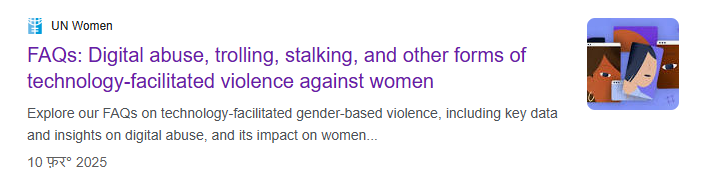 UN Women
FAQs: Digital abuse, trolling, stalking, and other forms of
technology-facilitated violence against women
Explore our FAQs on technology-facilitated gender-based violence, including key data
and insights on digital abuse, and its impact on women...
10 फ़र॰ 2025